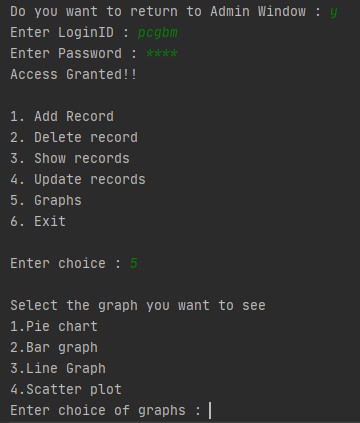 Do you want to return to Admin Window : y
Enter LoginID : pcgbm
Enter Password : ****
Access Granted!!
1. Add Record
2. Delete record
3. Show records
4. Update records
5. Graphs
6. Exit
Enter choice : 5
Select the graph you want to see
1.Pie chart
2.Bar graph
3.Line Graph
4.Scatter plot
Enter choice of graphs :